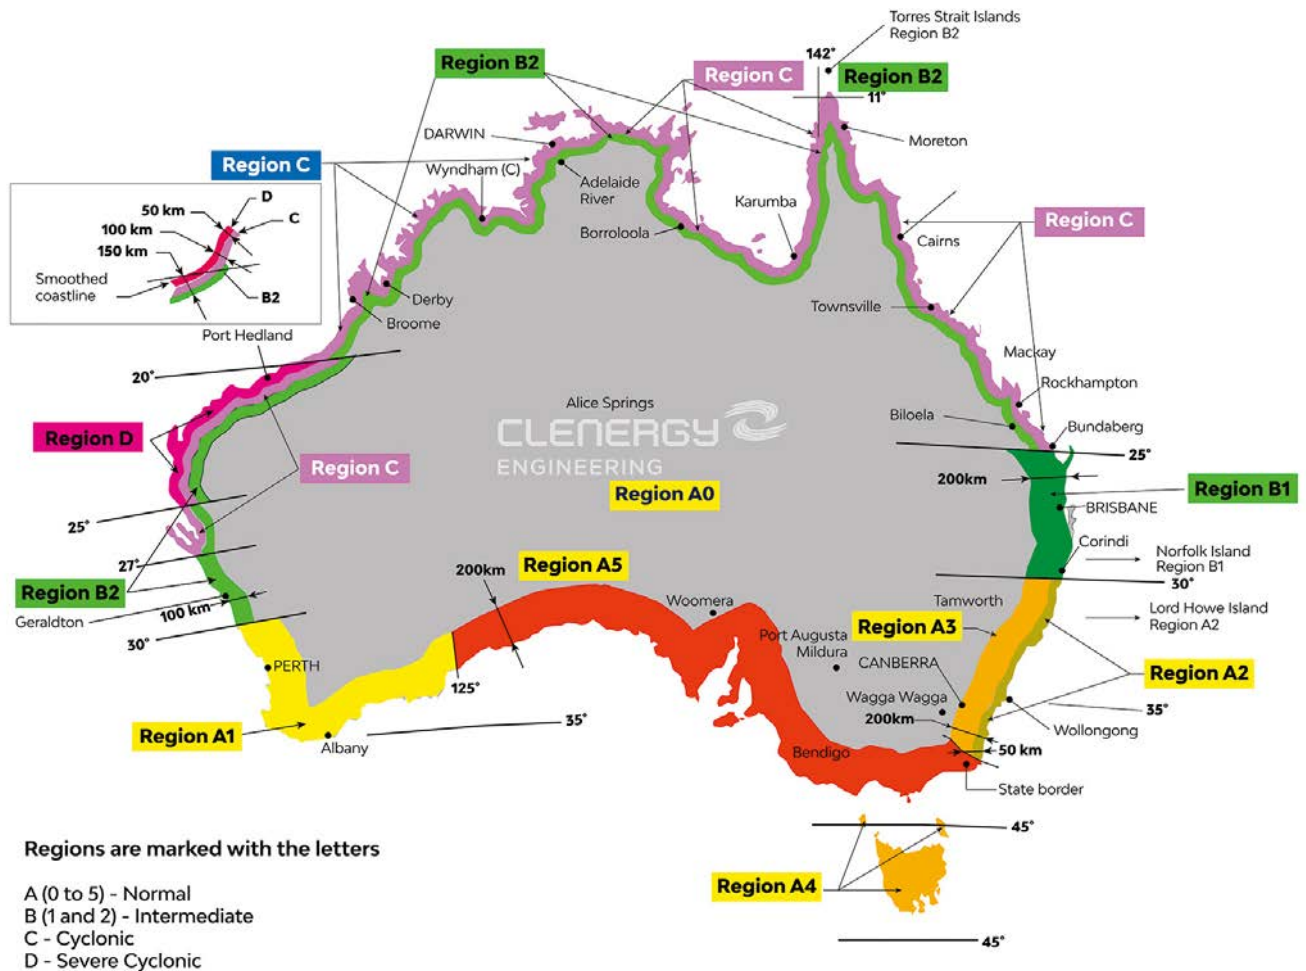 Torres Strait Islands
Region B2
142°
Region B2
Region C
Region B2
11°
DARWIN
Moreton
Region C
Wyndham (C)
Adelaide
River
Karumba
Region C
50 km
D
C
100 km
150 km
Smoothed
coastline
B2
Borroloola
Cairns
Derby
Broome
Townsville
Port Hedland
Mackay
20°
Rockhampton
Alice Springs
Biloela
CLENERGY
ENGINEERING
Region D
Bundaberg
25°
Region C
200km
Region A0
Region B1
BRISBANE
25°
Corindi
Norfolk Island
Region B1
27°
200km
Region A5
30°
Region B2
100 km
Geraldton
Woomera
Tamworth
Lord Howe Island
Region A2
30°
Region A3
Port Augusta
Mildura
PERTH
CANBERRA
Region A2
125°
Wagga Wagga
35°
200km
35°
Wollongong
Region A1
Albany
Bendigo
50 km
State border
45°
Regions are marked with the letters
Region A4
A (0 to 5) - Normal
B (1 and 2) - Intermediate
C - Cyclonic
D - Severe Cyclonic
45°